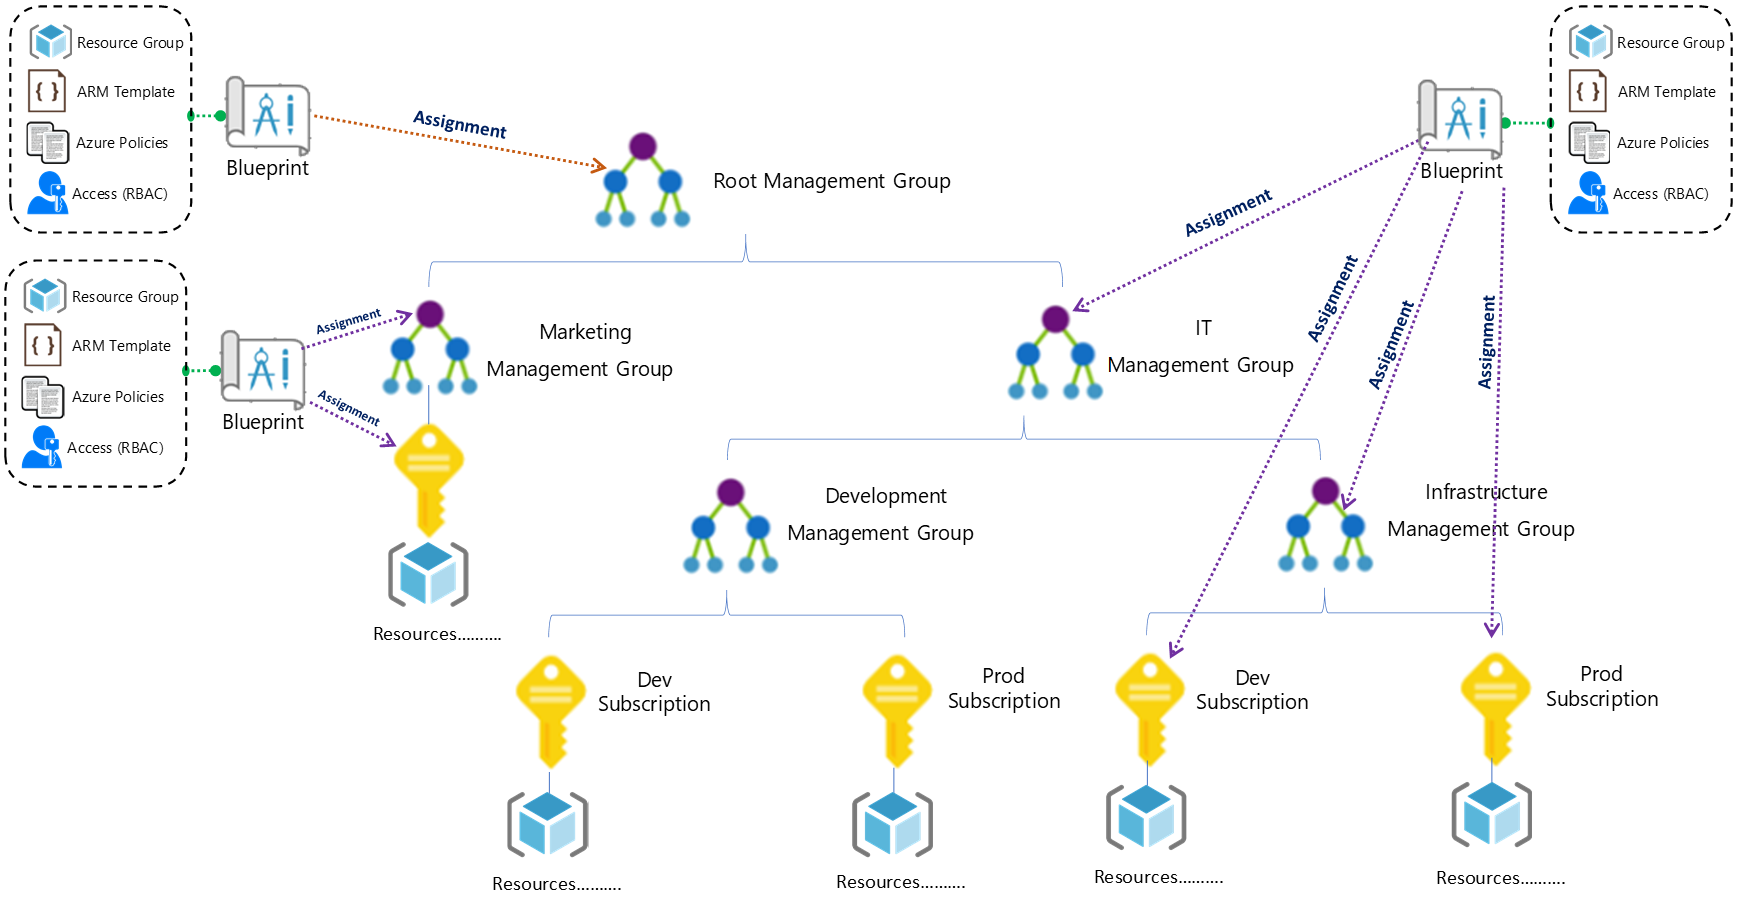 Resource Group
ARM Template
Azure Policies
Access (RBAC)
Blueprint
Assignment
Root Management Group
Resource Group
ARM Template
Azure Policies
Access (RBAC)
Blueprint
Assignment
Assignment
Assignment
Assignment
Resource Group
ARM Template
Azure Policies
Access (RBAC)
Blueprint
Assignment
Assignment
Marketing
Management Group
Resources..........
IT
Management Group
Development
Management Group
Infrastructure
Management Group
Dev
Subscription
Resources..........
Prod
Subscription
Resources..........
Dev
Subscription
Resources..........
Prod
Subscription
Resources..........